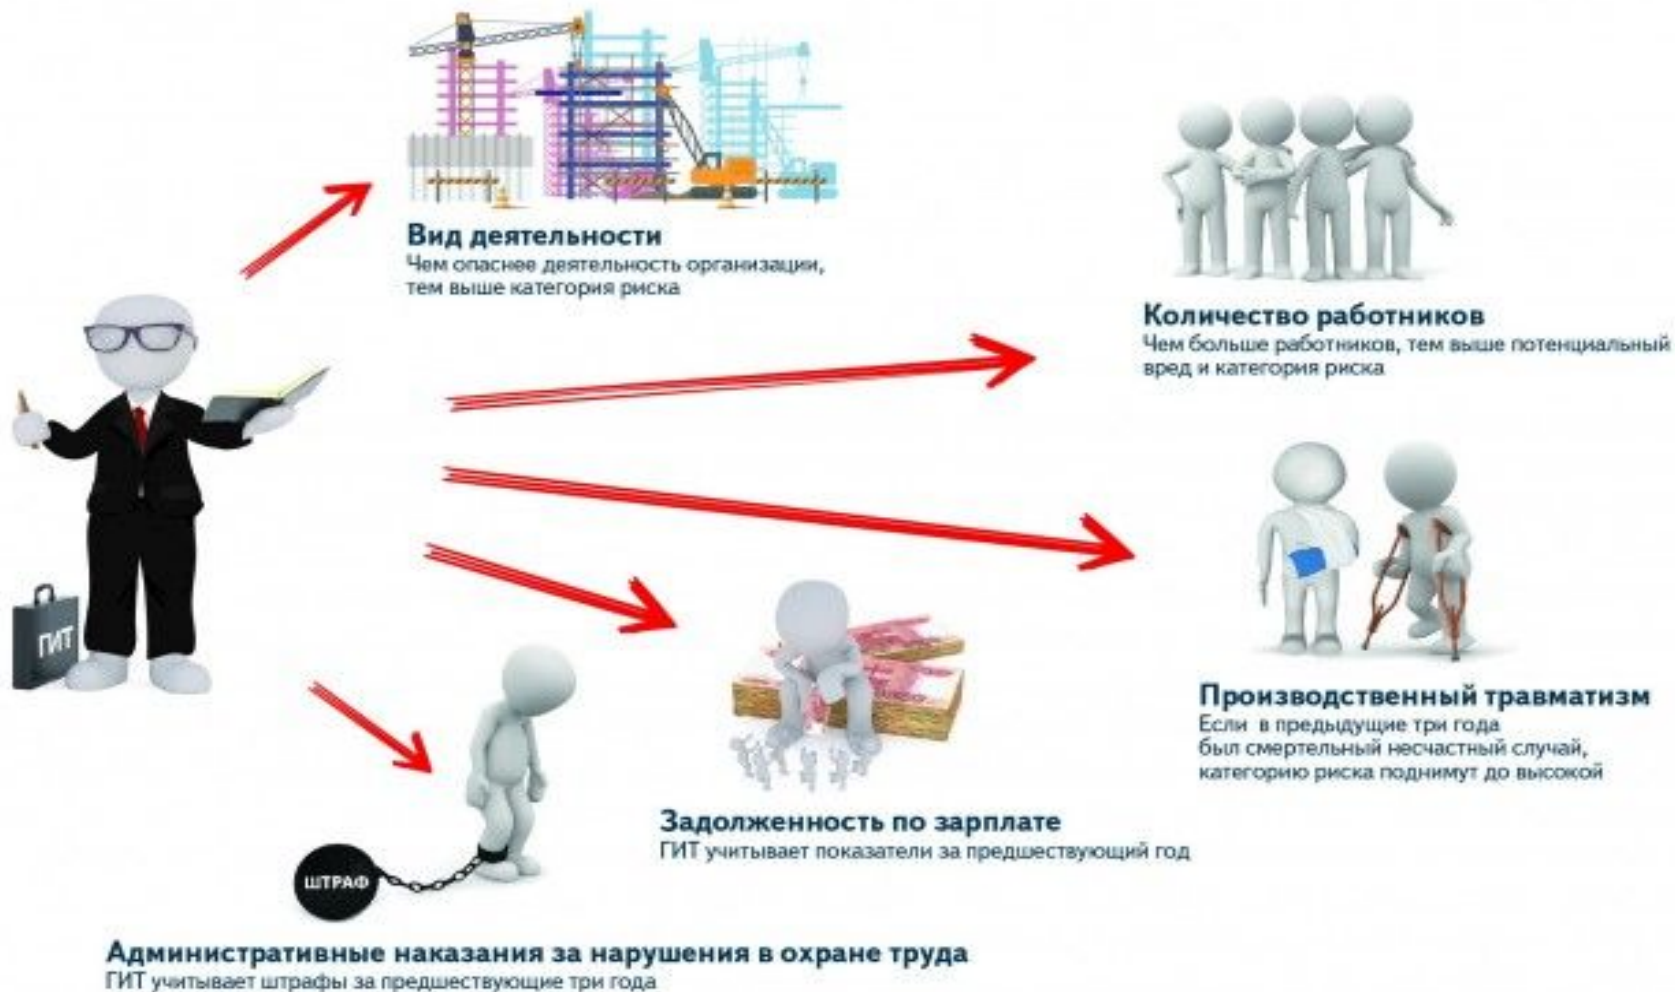 Вид деятельности
Чем опаснее деятельность организации,
тем выше категория риска
Количество работников
Чем больше работников, тем выше потенциальный
вред и категория риска
ГИТ
Производственный травматизм
Если в предыдущие три года
был смертельный несчастный случай,
категорию риска поднимут до высокой
Задолженность по зарплате
ГИТ учитывает показатели за предшествующий год
ШТРАФ
Административные наказания за нарушения в охране труда
ГИТ учитывает штрафы за предшествующие три года